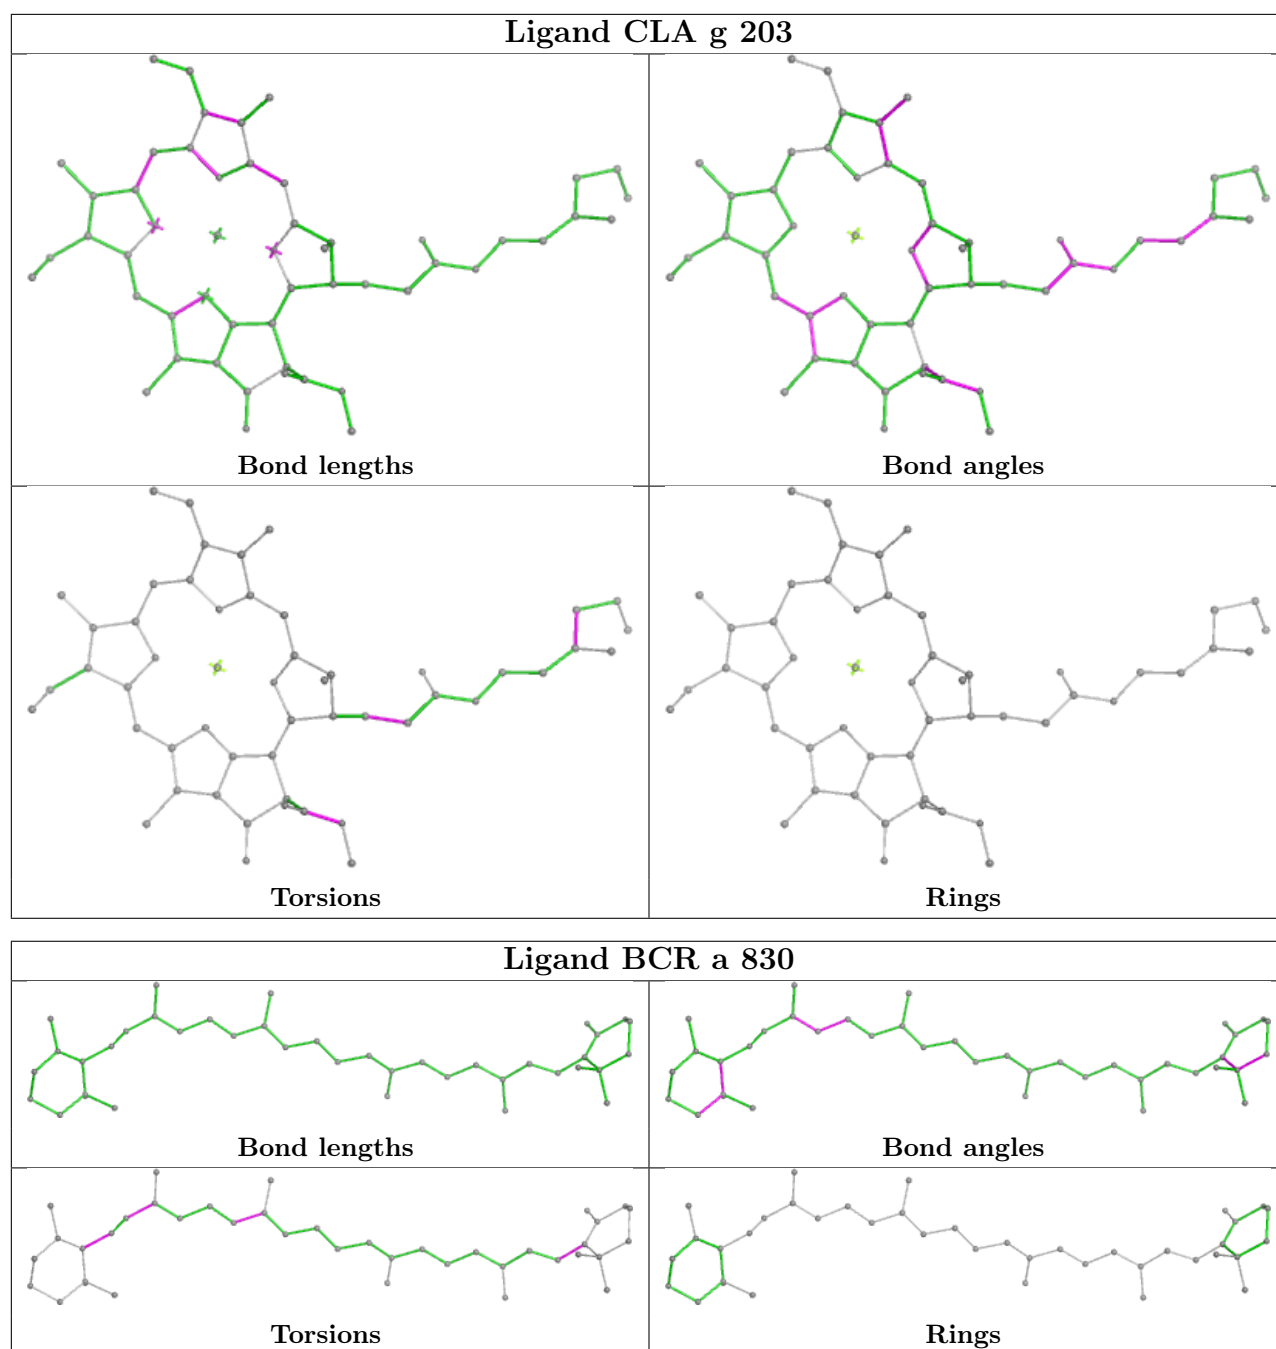 Ligand CLA g 203
Bond lengths
Bond angles
Torsions
Rings
Ligand BCR a 830
Bond lengths
Bond angles
Torsions
Rings